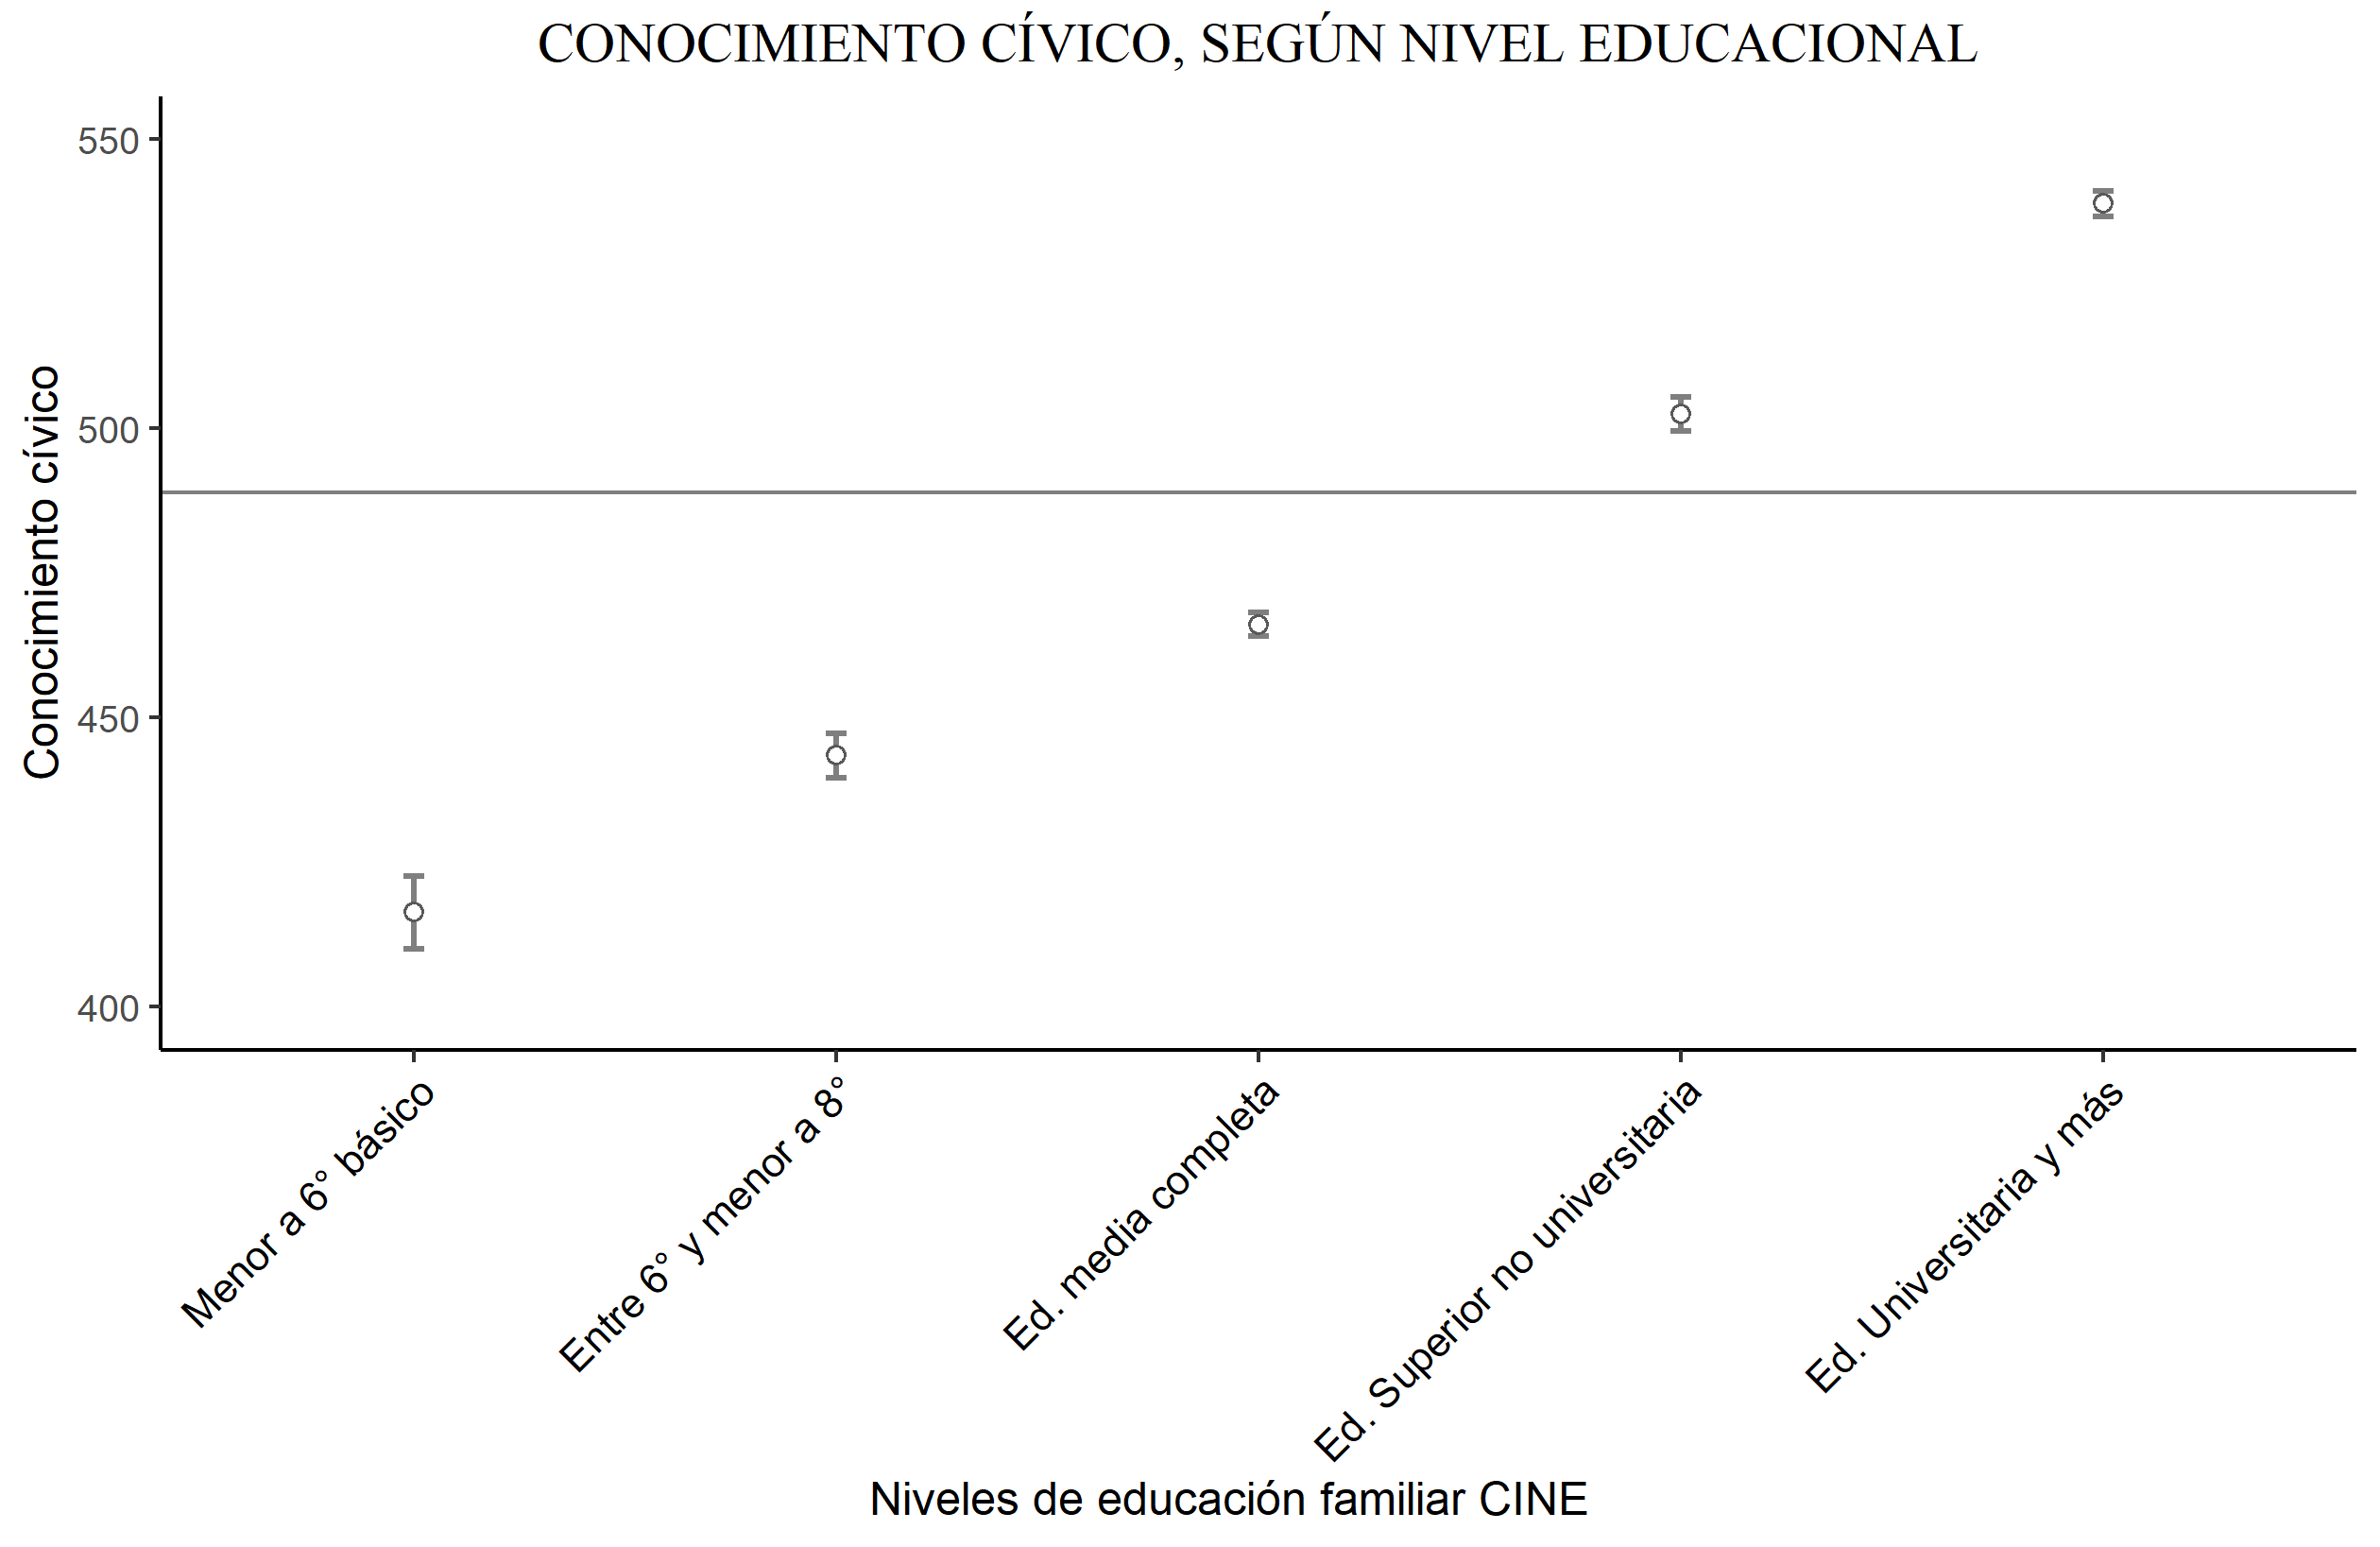 CONOCIMIENTO CÍVICO, SEGÚN NIVEL EDUCACIONAL
Conocimiento cívico
550
500
450
400
Menor a 6° básico
Entre 6° y menor a 8°
Ed. media completa
Ed. Superior no universitaria
Ed. Universitaria y más
Niveles de educación familiar CINE